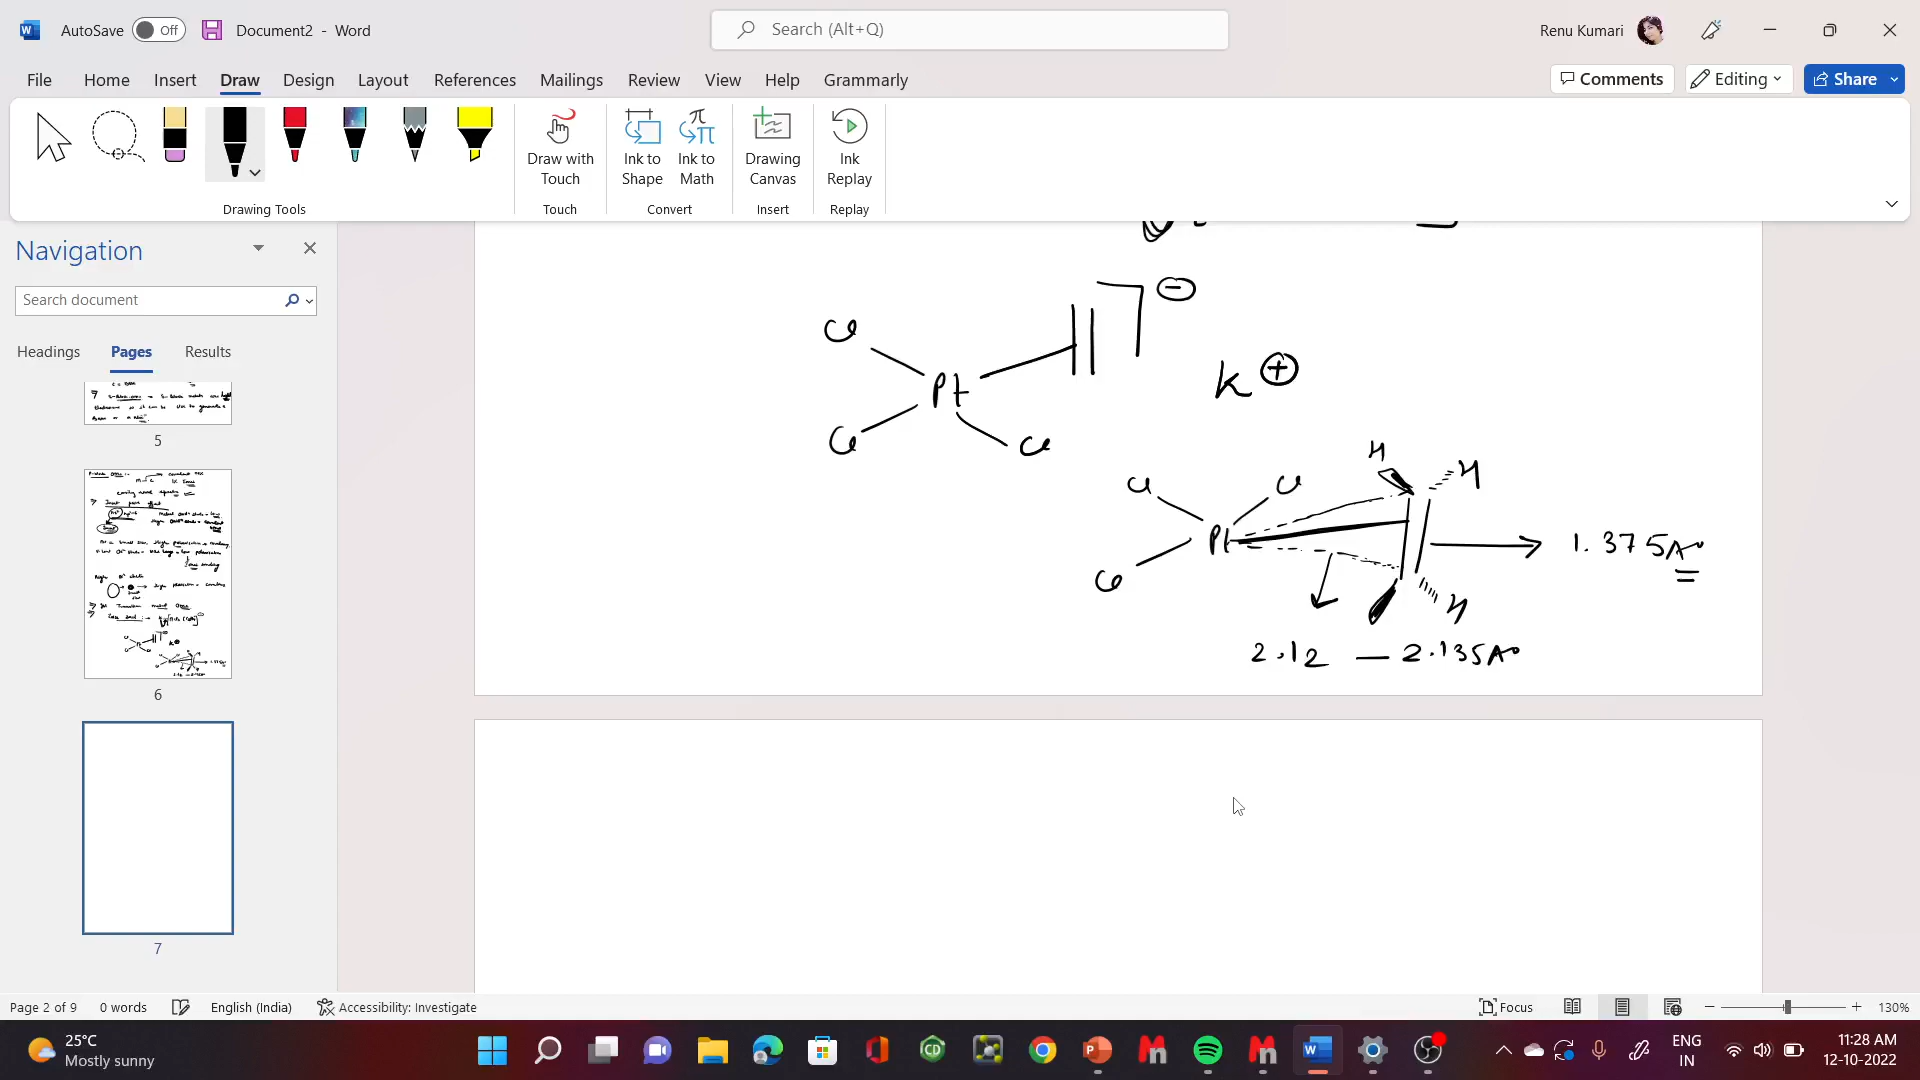 AutoSave Off Document2 - Word Search (Alt+Q) Renu Kumari
File Home Insert Draw Design Layout References Mailings Review View Help Grammarly Comments Editing Share
Draw with Touch
Ink to Shape
Ink to Math
Drawing Canvas
Ink Replay
Drawing Tools Touch Convert Insert Replay
Navigation
Search document
Headings Pages Results
5
6
7
Cl
Pt
Cl
Cl
⊖
K ⊕
Cl
Cl
Pt
Cl
H
H
H
1.375A°
2.12 — 2.135A°
Page 2 of 9 0 words English (India) Accessibility: Investigate Focus 130%
25°C
Mostly sunny
ENG
IN
11:28 AM
12-10-2022